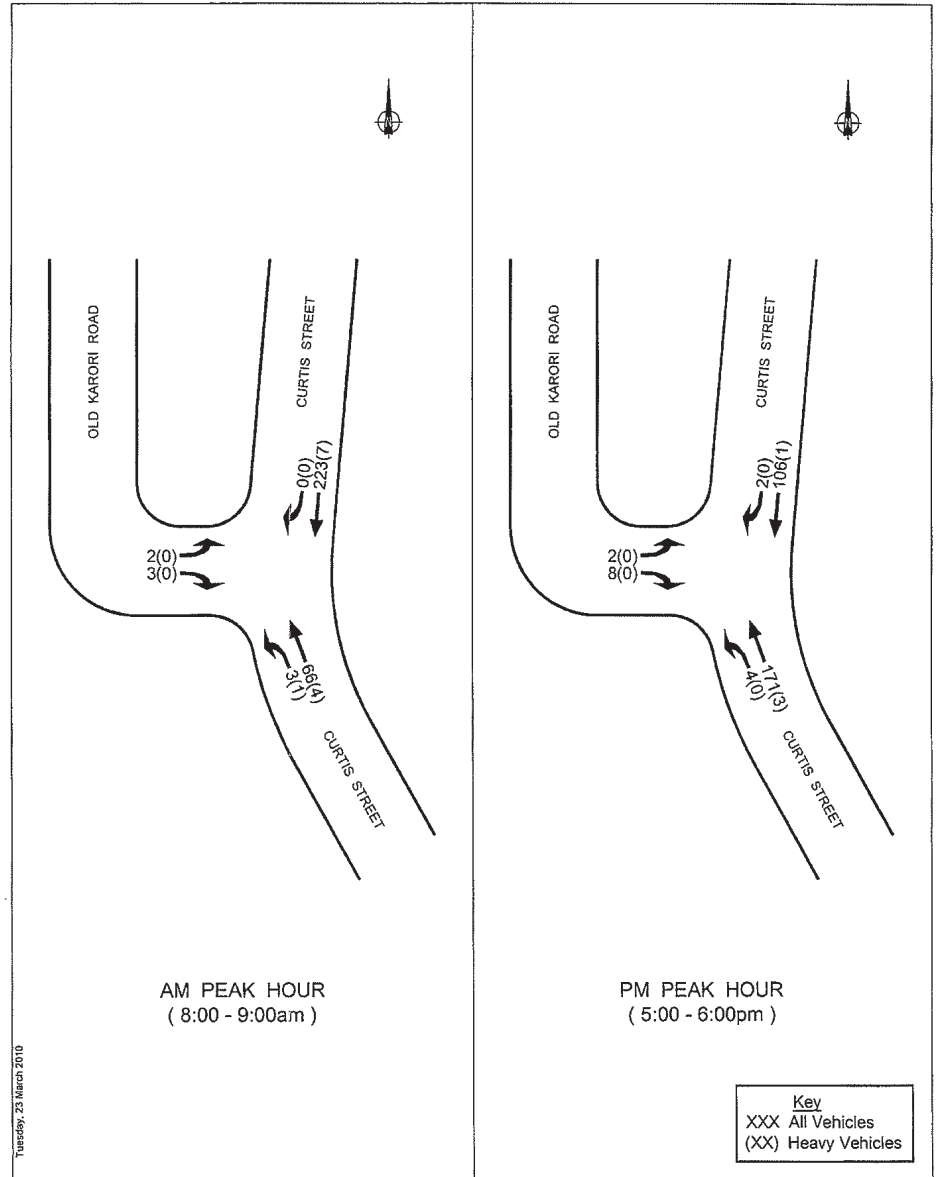 OLD KARORI ROAD
CURTIS STREET
0(0)
223(7)
2(0)
3(0)
66(4)
3(1)
CURTIS STREET
AM PEAK HOUR
( 8:00 - 9:00am )
OLD KARORI ROAD
CURTIS STREET
2(0)
106(1)
2(0)
8(0)
171(3)
4(0)
CURTIS STREET
PM PEAK HOUR
( 5:00 - 6:00pm )
Tuesday, 23 March 2010
Key
XXX All Vehicles
(XX) Heavy Vehicles